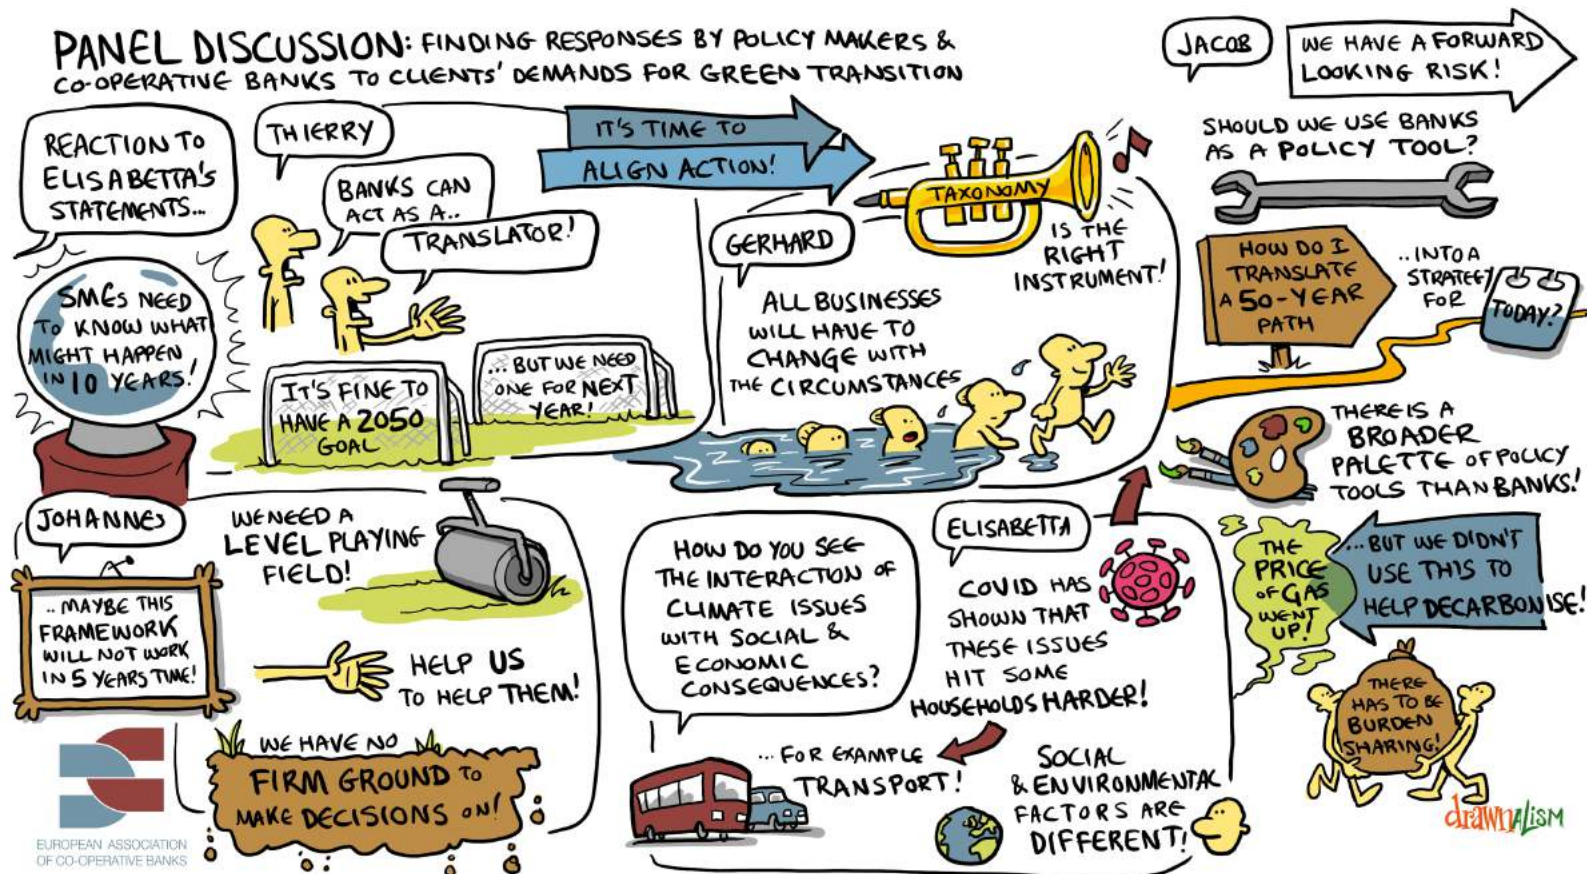 PANEL DISCUSSION: FINDING RESPONSES BY POLICY MAKERS &
CO-OPERATIVE BANKS TO CLIENTS' DEMANDS FOR GREEN TRANSITION
REACTION TO
ELISABETTA'S
STATEMENTS...
SMEs NEED
TO KNOW WHAT
MIGHT HAPPEN
IN 10 YEARS!
THIERRY
BANKS CAN
ACT AS A..
TRANSLATOR!
IT'S TIME TO
ALIGN ACTION!
IT'S FINE TO
HAVE A 2050
GOAL
... BUT WE NEED
ONE FOR NEXT
YEAR!
GERHARD
TAXONOMY
IS THE
RIGHT
INSTRUMENT!
ALL BUSINESSES
WILL HAVE TO
CHANGE WITH
THE CIRCUMSTANCES
JACOB
WE HAVE A FORWARD
LOOKING RISK!
SHOULD WE USE BANKS
AS A POLICY TOOL?
HOW DO I
TRANSLATE
A 50-YEAR
PATH
..INTO A
STRATEGY
FOR
TODAY?
THERE IS A
BROADER
PALETTE OF POLICY
TOOLS THAN BANKS!
THE
PRICE
OF GAS
WENT
UP!
...BUT WE DIDN'T
USE THIS TO
HELP DECARBONISE!
THERE
HAS TO BE
BURDEN
SHARING!
JOHANNES
.. MAYBE THIS
FRAMEWORK
WILL NOT WORK
IN 5 YEARS TIME!
WE NEED A
LEVEL PLAYING
FIELD!
HELP US
TO HELP THEM!
WE HAVE NO
FIRM GROUND TO
MAKE DECISIONS ON!
HOW DO YOU SEE
THE INTERACTION OF
CLIMATE ISSUES
WITH SOCIAL &
ECONOMIC
CONSEQUENCES?
ELISABETTA
COVID HAS
SHOWN THAT
THESE ISSUES
HIT SOME
HOUSEHOLDS HARDER!
... FOR EXAMPLE
TRANSPORT!
SOCIAL
& ENVIRONMENTAL
FACTORS ARE
DIFFERENT!
EUROPEAN ASSOCIATION
OF CO-OPERATIVE BANKS
drawnalism